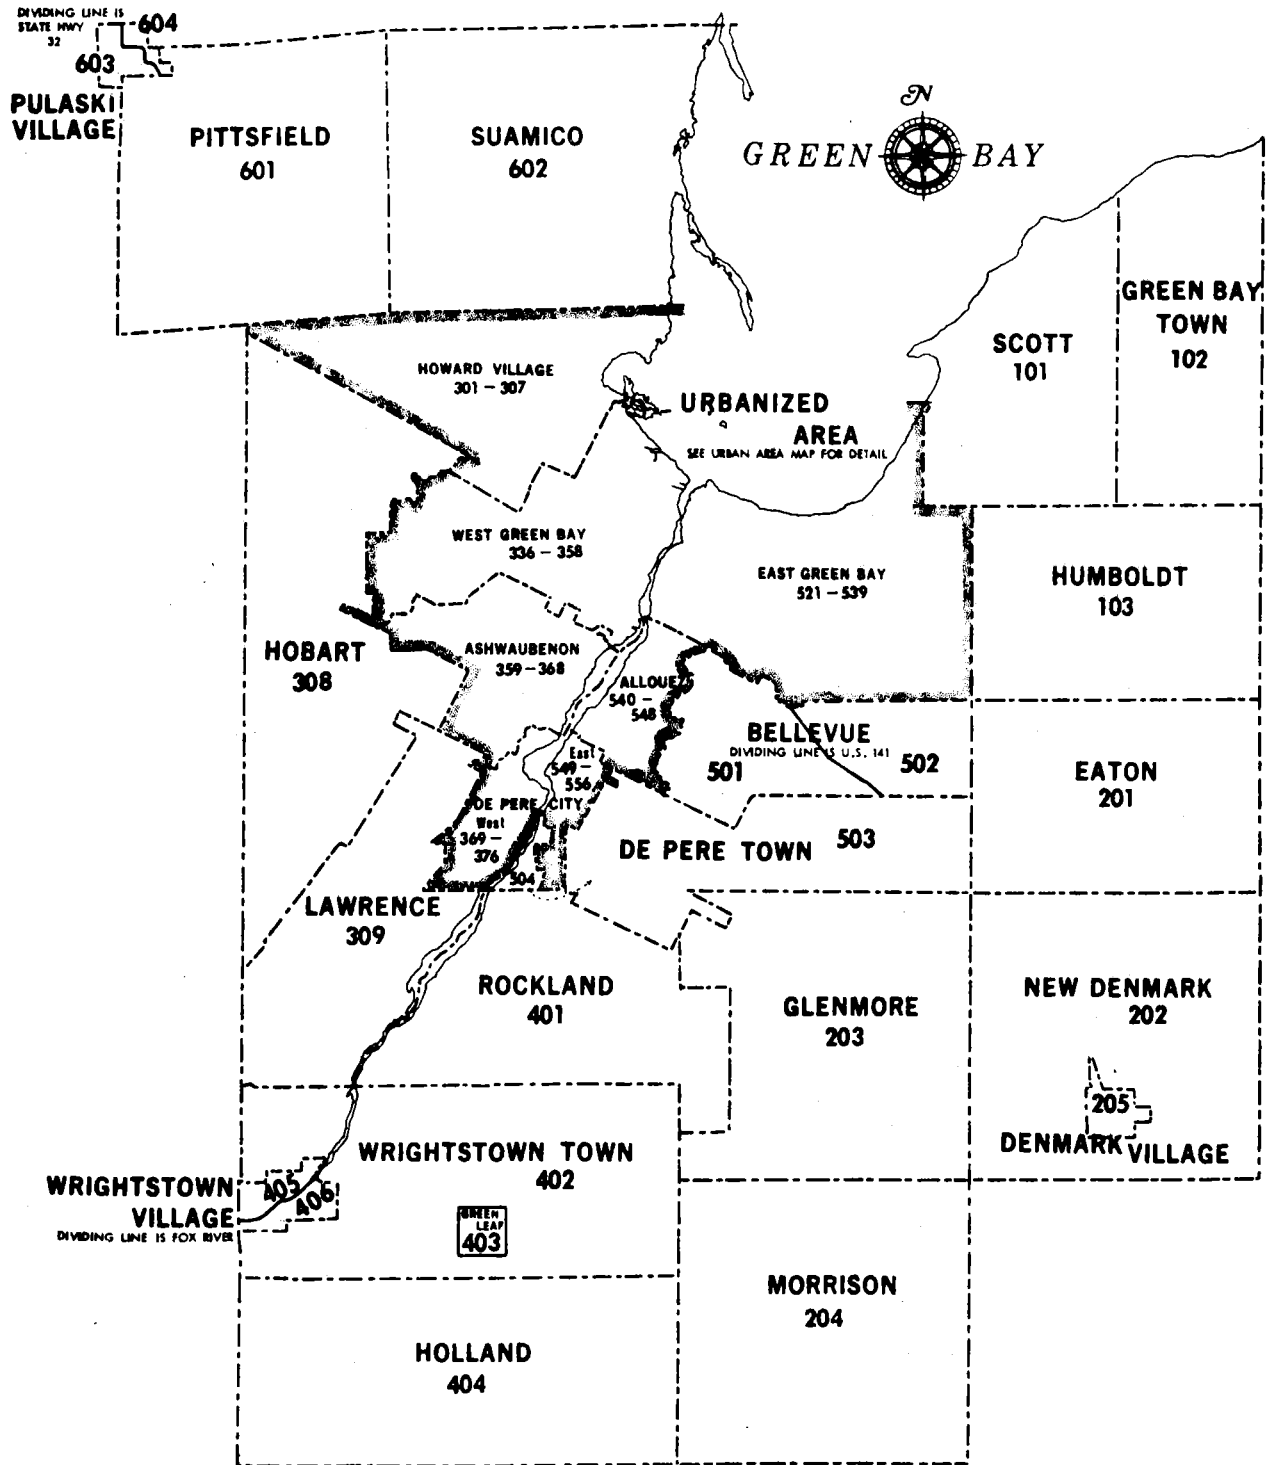 DIVIDING LINE IS
STATE HWY
32
604
603
PULASKI
VILLAGE
PITTSFIELD
601
SUAMICO
602
N
GREEN BAY
GREEN BAY
TOWN
102
SCOTT
101
HOWARD VILLAGE
301 – 307
URBANIZED
AREA
SEE URBAN AREA MAP FOR DETAIL
WEST GREEN BAY
336 – 358
EAST GREEN BAY
521 – 539
HUMBOLDT
103
HOBART
308
ASHWAUBENON
359 – 368
ALLOUEZ
540 –
548
BELLEVUE
DIVIDING LINE IS U.S. 141
501
502
EATON
201
East
549 –
556
DE PERE CITY
West
369 –
376
DP
504
DE PERE TOWN
503
LAWRENCE
309
ROCKLAND
401
GLENMORE
203
NEW DENMARK
202
205
DENMARK VILLAGE
WRIGHTSTOWN TOWN
402
WRIGHTSTOWN
VILLAGE
DIVIDING LINE IS FOX RIVER
405
406
GREEN
LEAF
403
MORRISON
204
HOLLAND
404